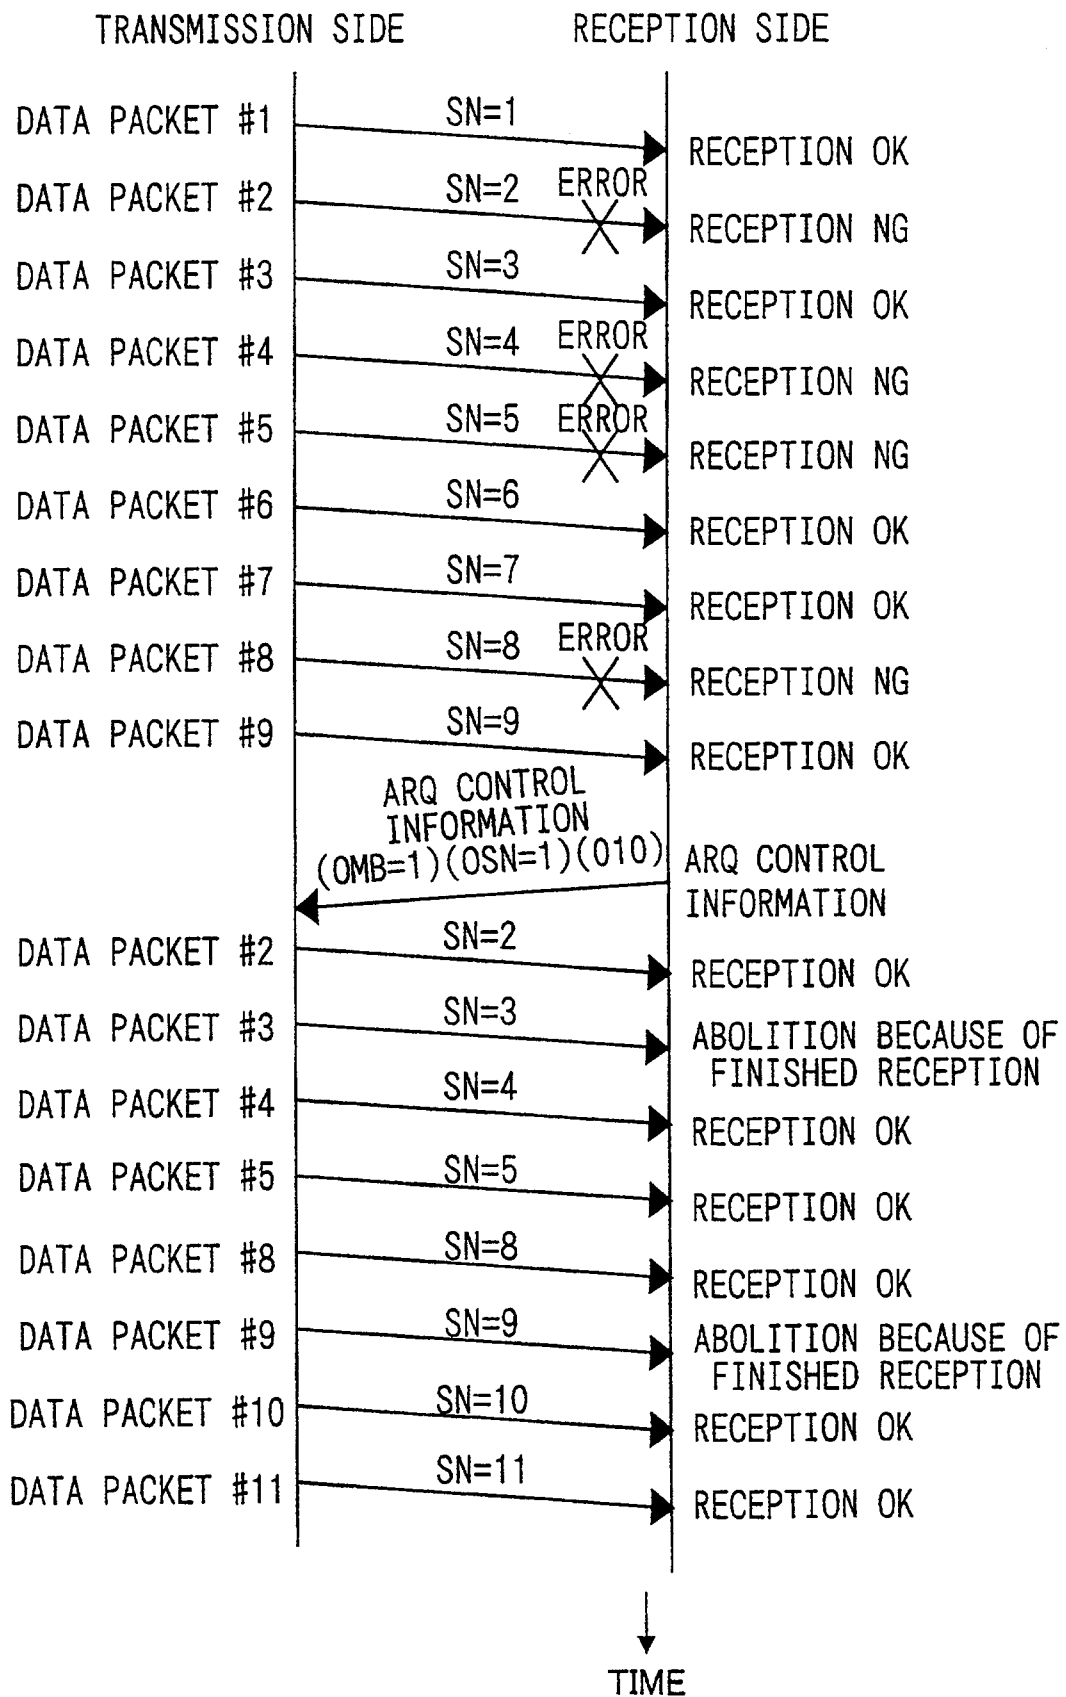 TRANSMISSION SIDE RECEPTION SIDE
DATA PACKET #1 SN=1 RECEPTION OK
DATA PACKET #2 SN=2 ERROR RECEPTION NG
DATA PACKET #3 SN=3 RECEPTION OK
DATA PACKET #4 SN=4 ERROR RECEPTION NG
DATA PACKET #5 SN=5 ERROR RECEPTION NG
DATA PACKET #6 SN=6 RECEPTION OK
DATA PACKET #7 SN=7 RECEPTION OK
DATA PACKET #8 SN=8 ERROR RECEPTION NG
DATA PACKET #9 SN=9 RECEPTION OK
ARQ CONTROL
INFORMATION
(OMB=1)(OSN=1)(010)
ARQ CONTROL
INFORMATION
DATA PACKET #2 SN=2 RECEPTION OK
DATA PACKET #3 SN=3 ABOLITION BECAUSE OF
FINISHED RECEPTION
DATA PACKET #4 SN=4 RECEPTION OK
DATA PACKET #5 SN=5 RECEPTION OK
DATA PACKET #8 SN=8 RECEPTION OK
DATA PACKET #9 SN=9 ABOLITION BECAUSE OF
FINISHED RECEPTION
DATA PACKET #10 SN=10 RECEPTION OK
DATA PACKET #11 SN=11 RECEPTION OK
TIME